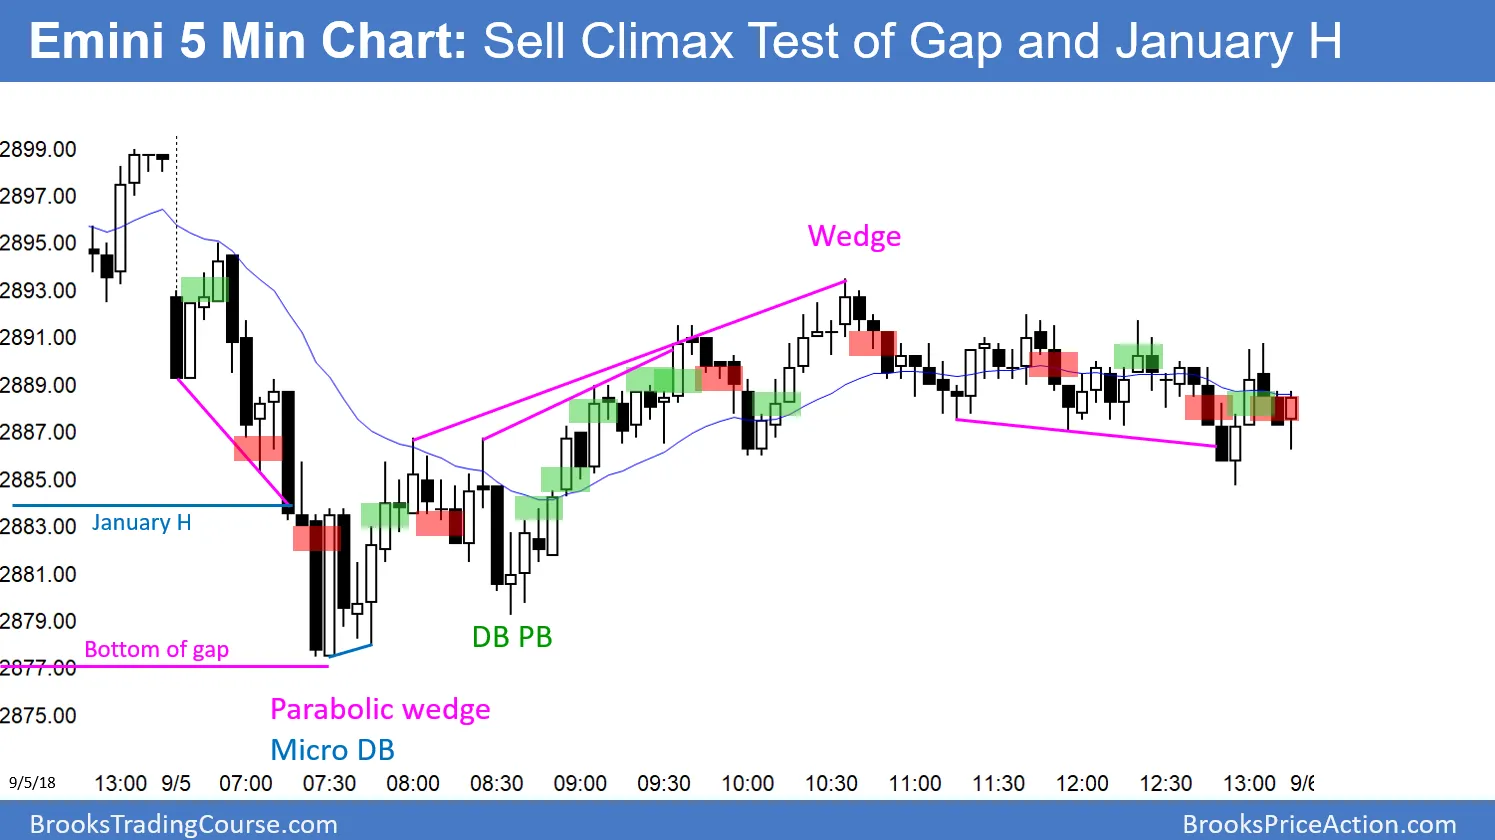 Emini 5 Min Chart: Sell Climax Test of Gap and January H
2899.00
2897.00
2895.00
2893.00
2891.00
2889.00
2887.00
2885.00
2883.00
2881.00
2879.00
2877.00
2875.00
Wedge
January H
DB PB
Bottom of gap
Parabolic wedge
Micro DB
9/5/18 13:00 9/5 07:00 07:30 08:00 08:30 09:00 09:30 10:00 10:30 11:00 11:30 12:00 12:30 13:00 9/6
BrooksTradingCourse.com BrooksPriceAction.com